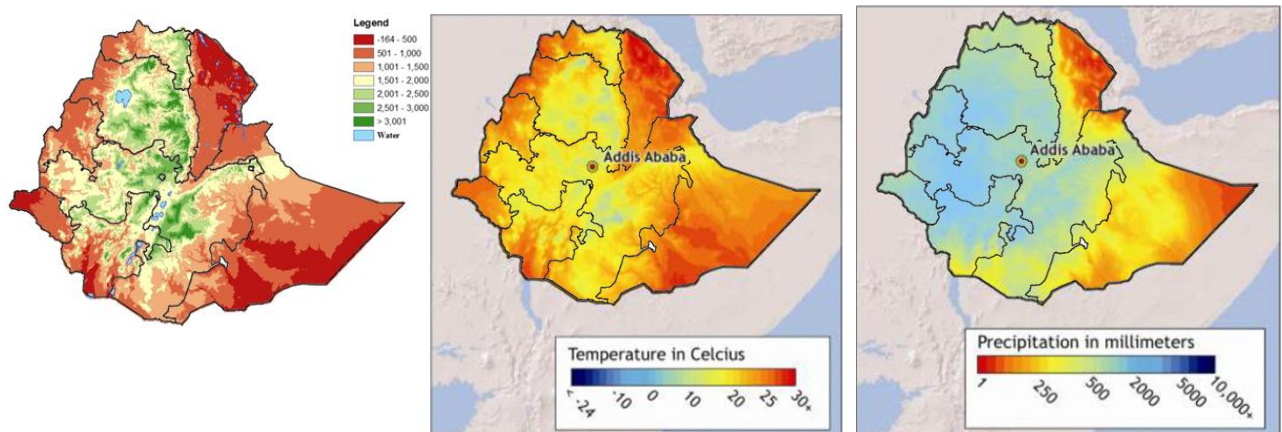 Legend
-164 - 500
501 - 1,000
1,001 - 1,500
1,501 - 2,000
2,001 - 2,500
2,501 - 3,000
> 3,001
Water
Addis Ababa
Temperature in Celcius
< -24
-10
0
10
20
25
30+
Addis Ababa
Precipitation in millimeters
1
250
500
2000
5000
10,000+